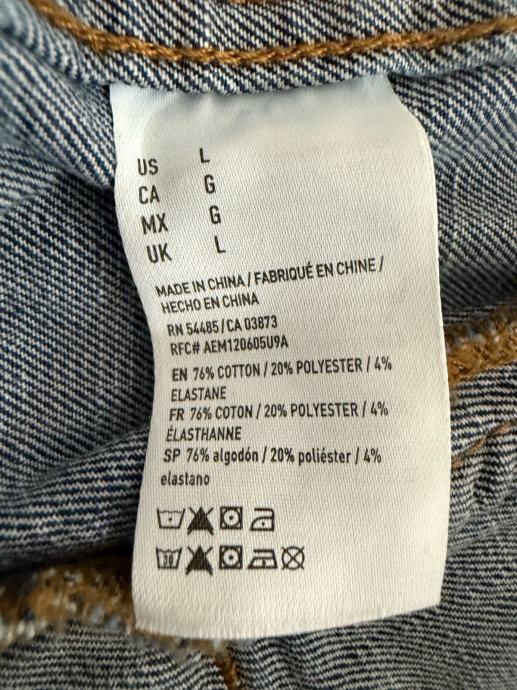 US L
CA G
MX G
UK L
MADE IN CHINA / FABRIQUÉ EN CHINE /
HECHO EN CHINA
RN 54485 / CA 03873
RFC# AEM120605U9A
EN 76% COTTON / 20% POLYESTER / 4%
ELASTANE
FR 76% COTON / 20% POLYESTER / 4%
ÉLASTHANNE
SP 76% algodón / 20% poliéster / 4%
elastano
30